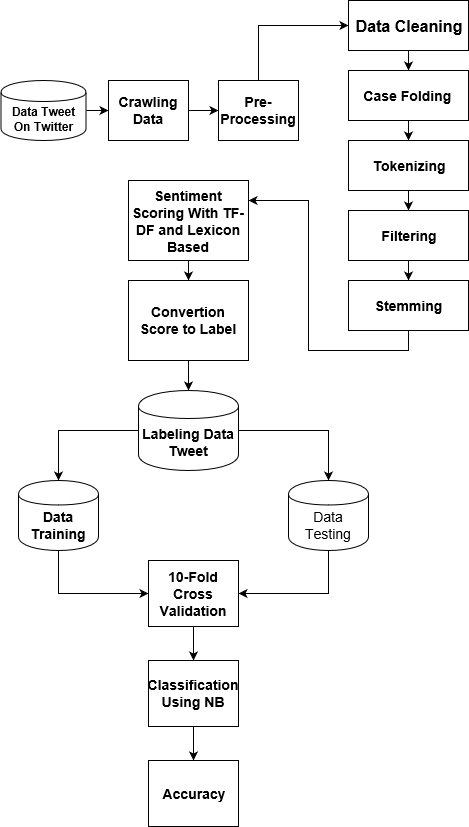 Data Cleaning
Data Tweet
On Twitter
Crawling
Data
Pre-
Processing
Case Folding
Tokenizing
Filtering
Stemming
Sentiment
Scoring With TF-
DF and Lexicon
Based
Convertion
Score to Label
Labeling Data
Tweet
Data
Training
Data
Testing
10-Fold
Cross
Validation
Classification
Using NB
Accuracy